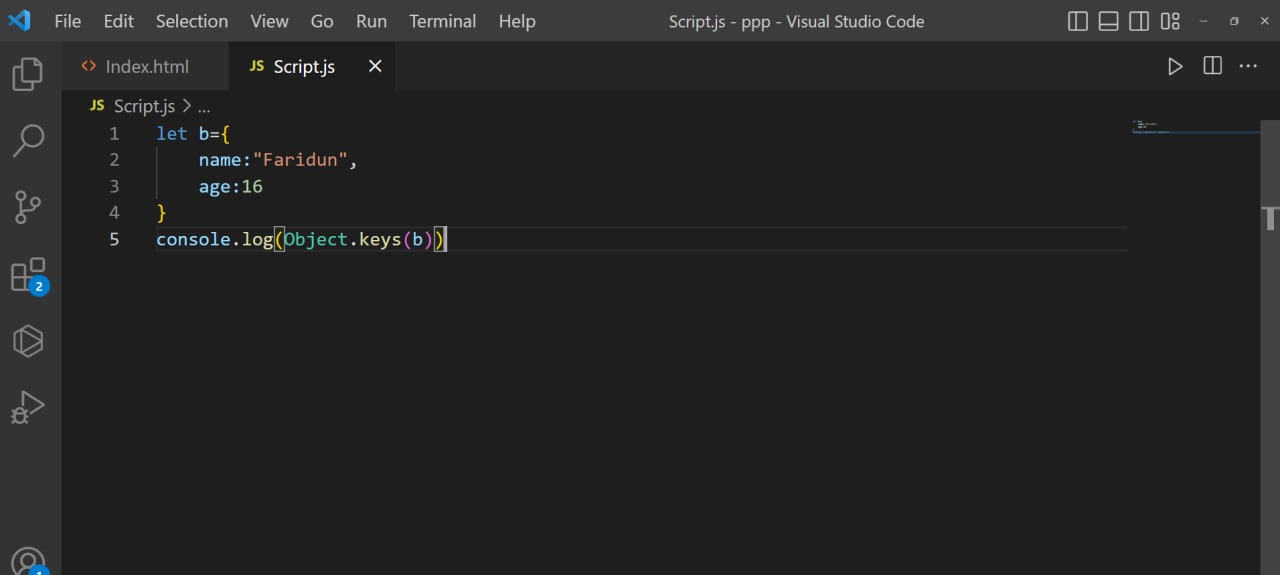 File Edit Selection View Go Run Terminal Help Script.js - ppp - Visual Studio Code
<> Index.html JS Script.js
JS Script.js > ...
1 let b={
2 name:"Faridun",
3 age:16
4 }
5 console.log(Object.keys(b))
2
1